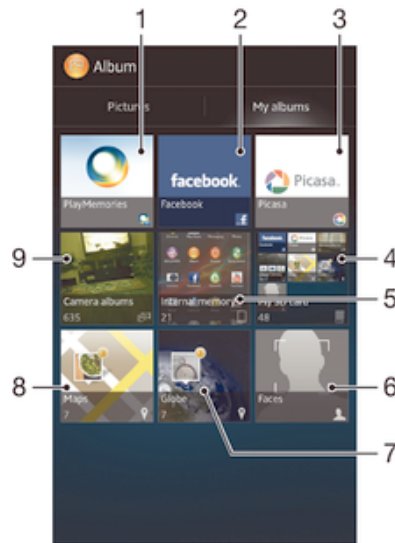 1
2
3
Album
Pictures
My albums
facebook.
Picasa.
PlayMemories
Facebook
Picasa
9
4
Camera albums
Internal memory
My SD card
5
635
21
48
8
6
Maps
Globe
Faces
7
7
7